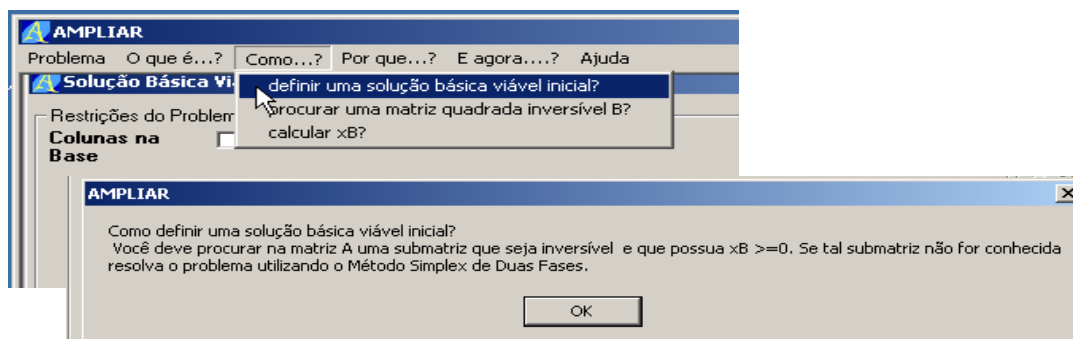 AMPLIAR
Problema O que é...? Como...? Por que...? E agora....? Ajuda
Solução Básica Vi
definir uma solução básica viável inicial?
procurar uma matriz quadrada inversível B?
calcular xB?
Restrições do Problem
Colunas na
Base
AMPLIAR
Como definir uma solução básica viável inicial?
Você deve procurar na matriz A uma submatriz que seja inversível e que possua xB >=0. Se tal submatriz não for conhecida
resolva o problema utilizando o Método Simplex de Duas Fases.
OK